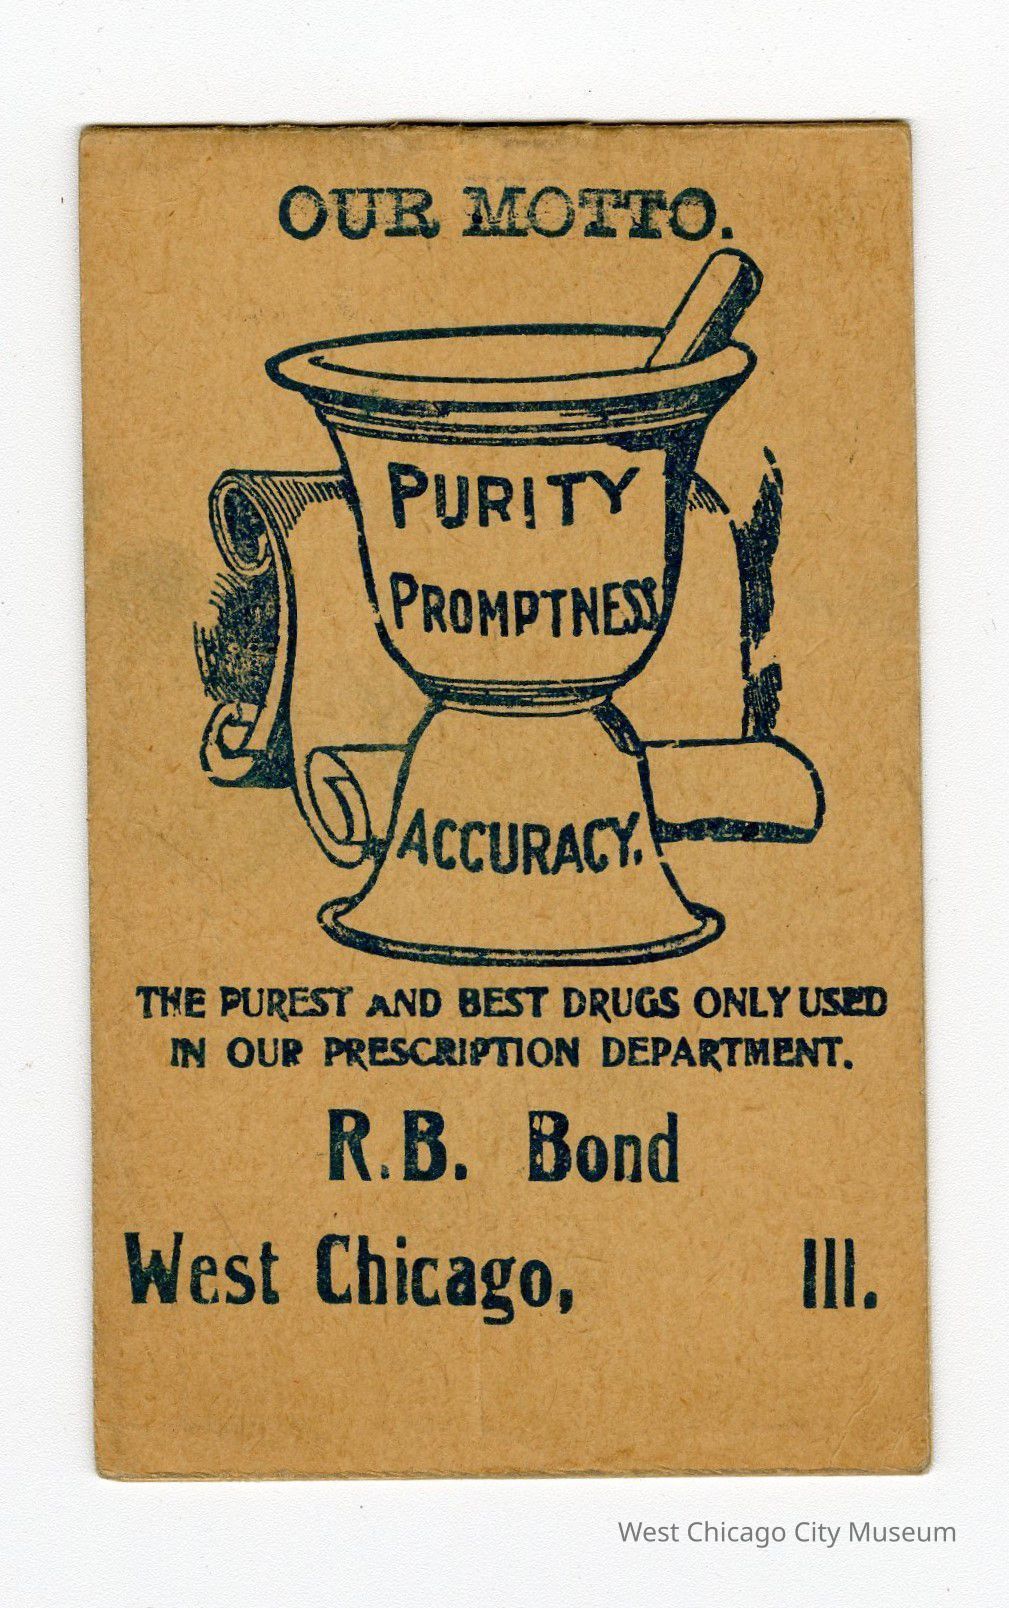 OUR MOTTO.
PURITY
PROMPTNESS
ACCURACY.
THE PUREST AND BEST DRUGS ONLY USED
IN OUR PRESCRIPTION DEPARTMENT.
R.B. Bond
West Chicago, Ill.
West Chicago City Museum